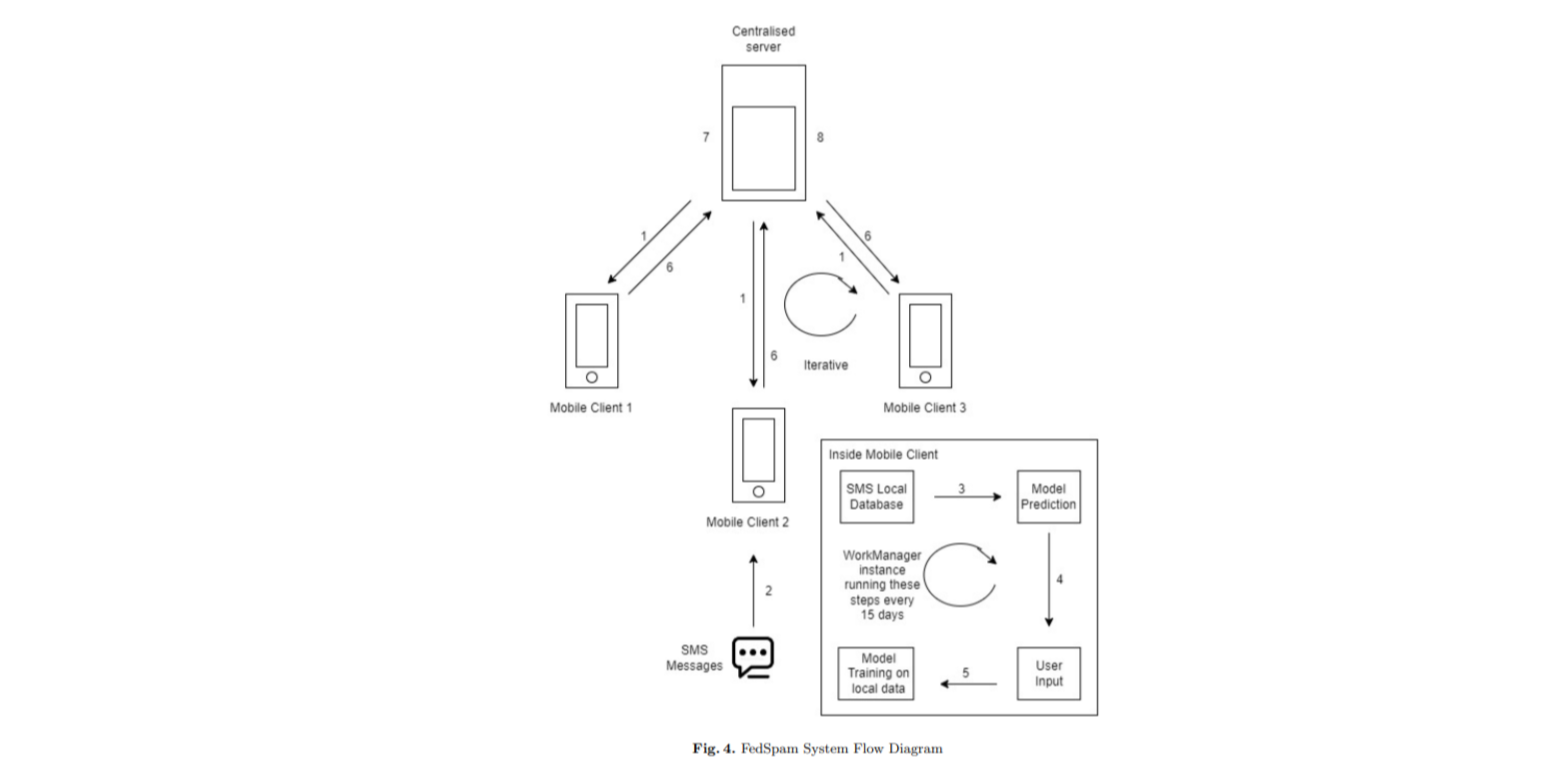 Centralised
server
7
8
1
6
1
6
6
1
Iterative
Mobile Client 1
Mobile Client 3
Mobile Client 2
2
SMS
Messages
Inside Mobile Client
SMS Local
Database
3
Model
Prediction
WorkManager
instance
running these
steps every
15 days
4
Model
Training on
local data
5
User
Input
Fig. 4. FedSpam System Flow Diagram